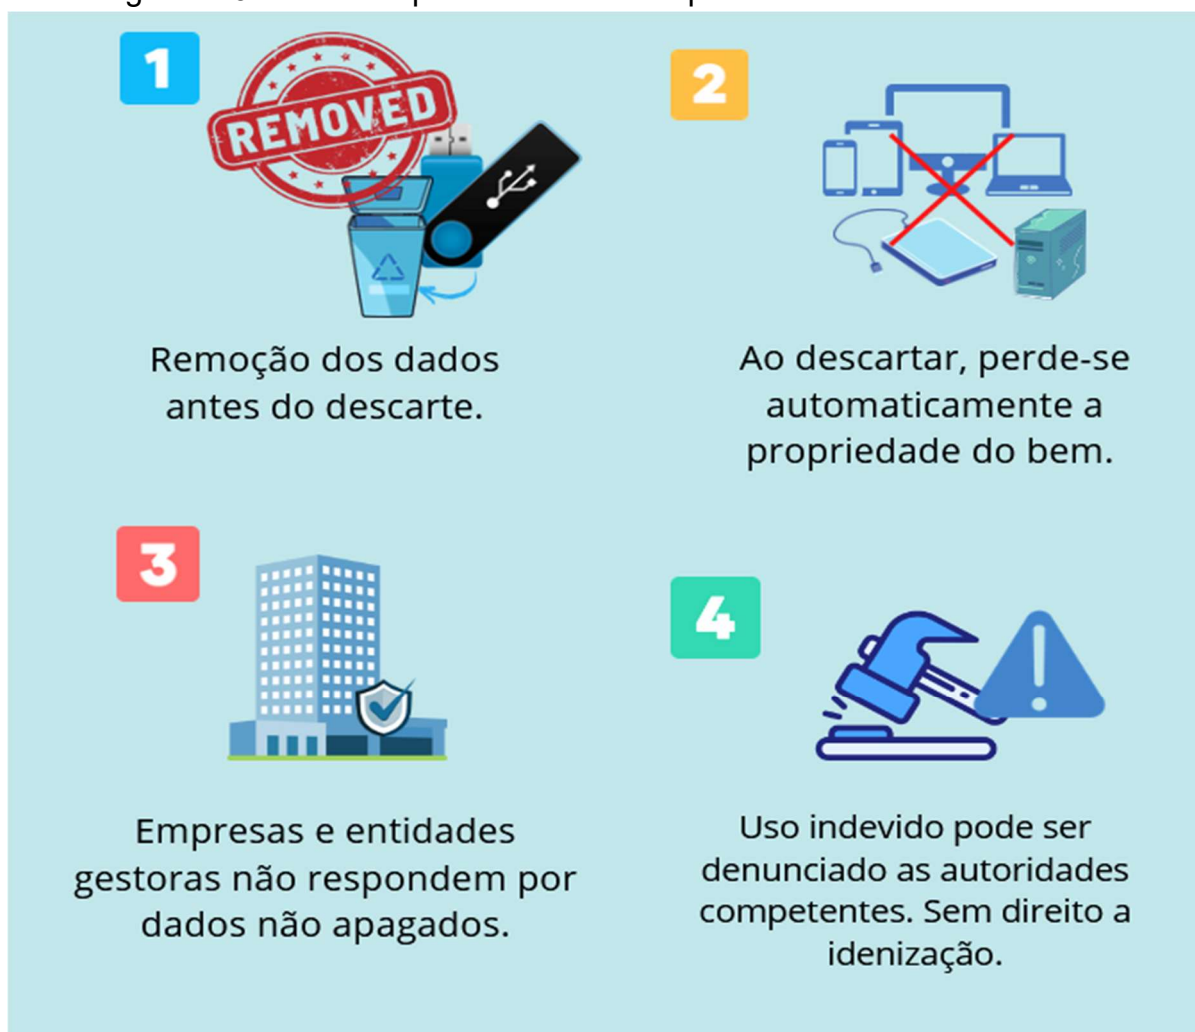 1
REMOVED
Remoção dos dados
antes do descarte.
2
Ao descartar, perde-se
automaticamente a
propriedade do bem.
3
Empresas e entidades
gestoras não respondem por
dados não apagados.
4
Uso indevido pode ser
denunciado as autoridades
competentes. Sem direito a
idenização.